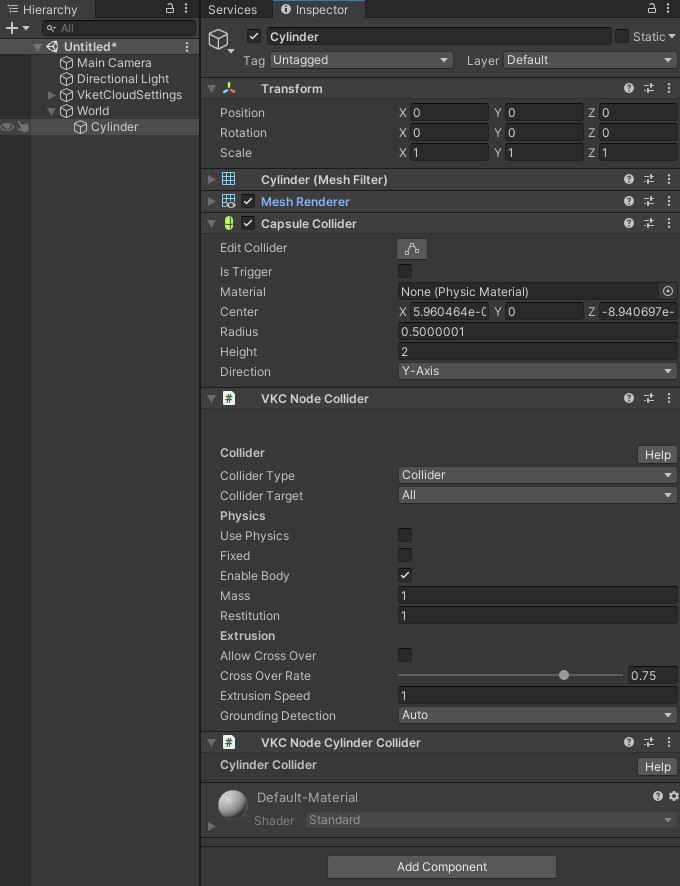 Hierarchy
All
Untitled*
Main Camera
Directional Light
VketCloudSettings
World
Cylinder
Services
Inspector
Cylinder
Static
Tag Untagged Layer Default
Transform
Position X 0 Y 0 Z 0
Rotation X 0 Y 0 Z 0
Scale X 1 Y 1 Z 1
Cylinder (Mesh Filter)
Mesh Renderer
Capsule Collider
Edit Collider
Is Trigger
Material None (Physic Material)
Center X 5.960464e-0 Y 0 Z -8.940697e-
Radius 0.5000001
Height 2
Direction Y-Axis
# VKC Node Collider
Collider Help
Collider Type Collider
Collider Target All
Physics
Use Physics
Fixed
Enable Body
Mass 1
Restitution 1
Extrusion
Allow Cross Over
Cross Over Rate 0.75
Extrusion Speed 1
Grounding Detection Auto
# VKC Node Cylinder Collider
Cylinder Collider Help
Default-Material
Shader Standard
Add Component